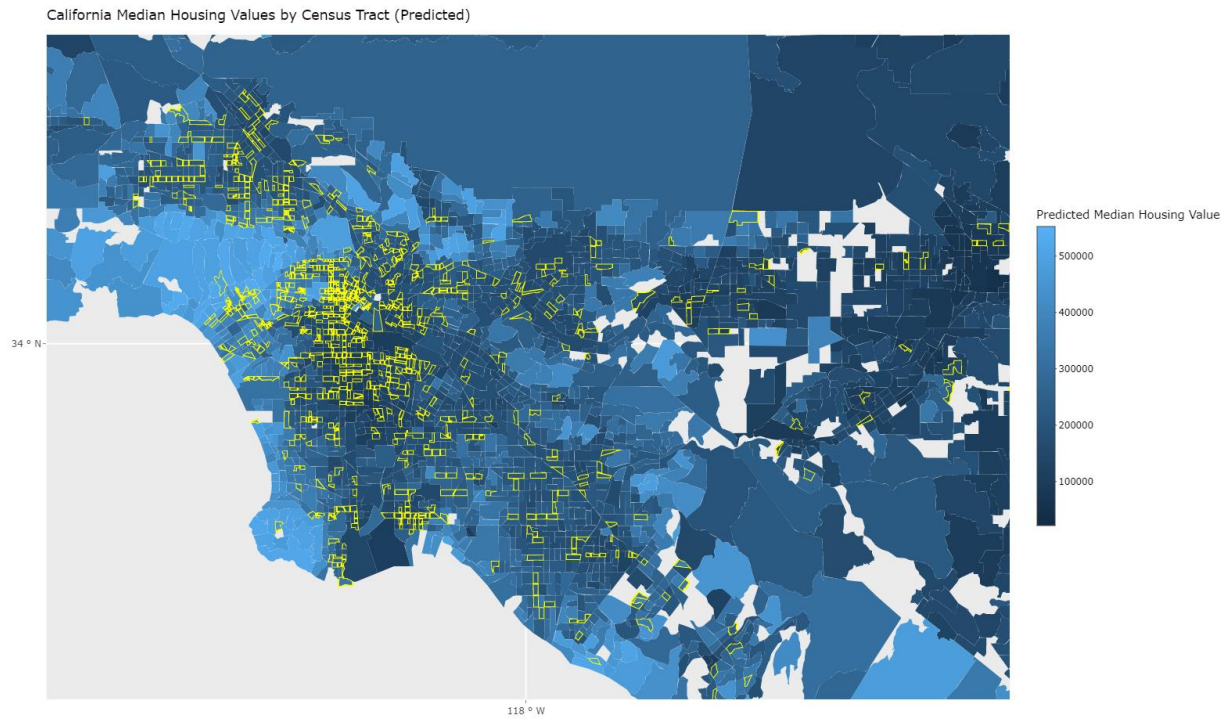 California Median Housing Values by Census Tract (Predicted)
Predicted Median Housing Value
500000
400000
300000
200000
100000
34 ° N
118 ° W